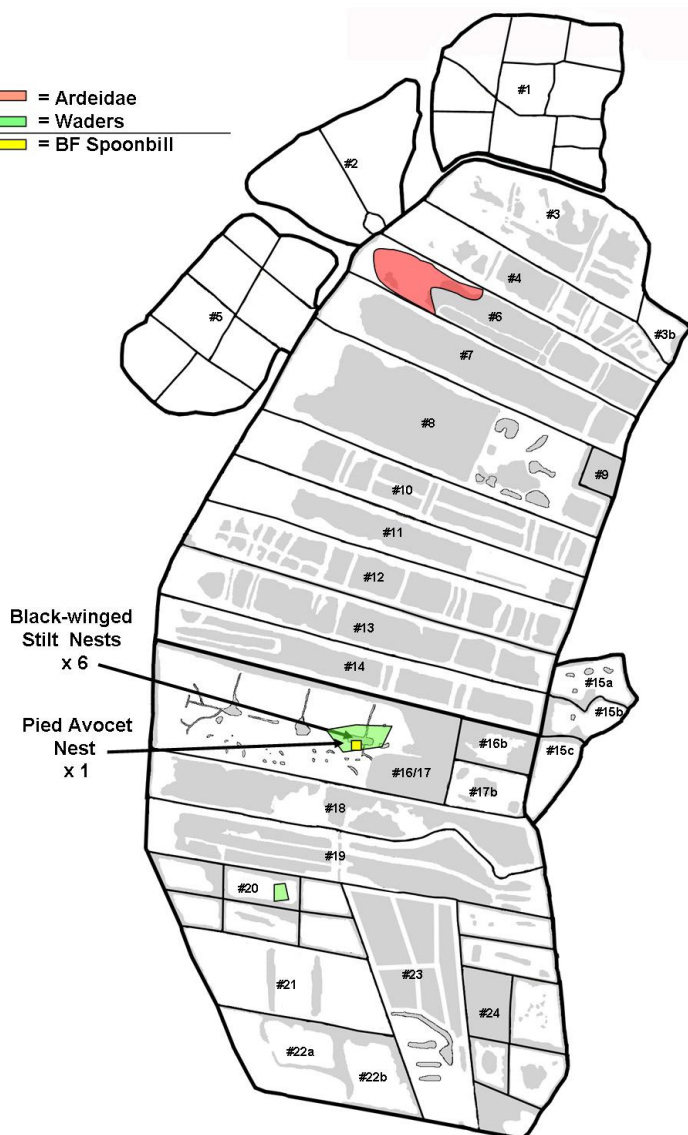 = Ardeidae
= Waders
= BF Spoonbill
#1
#2
#3
#4
#5
#6
#3b
#7
#8
#9
#10
#11
#12
#13
#14
Black-winged
Stilt Nests
x 6
Pied Avocet
Nest
x 1
#15a
#15b
#15c
#16b
#16/17
#17b
#18
#19
#20
#21
#23
#24
#22a
#22b